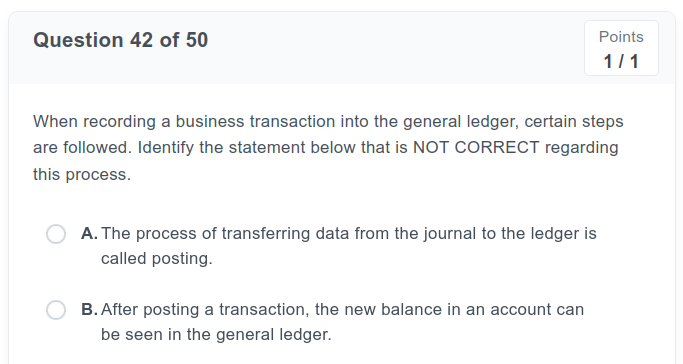 Question 42 of 50
Points
1 / 1
When recording a business transaction into the general ledger, certain steps
are followed. Identify the statement below that is NOT CORRECT regarding
this process.
A. The process of transferring data from the journal to the ledger is
called posting.
B. After posting a transaction, the new balance in an account can
be seen in the general ledger.